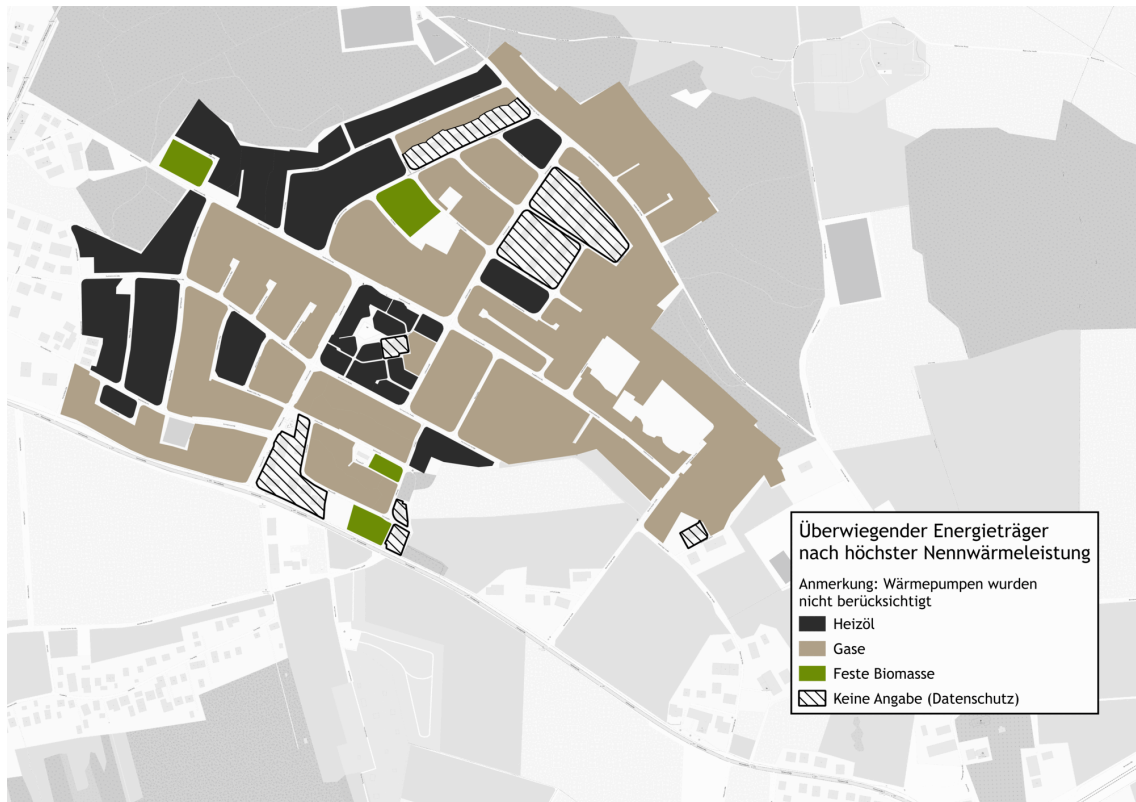 Überwiegender Energieträger
nach höchster Nennwärmeleistung
Anmerkung: Wärmepumpen wurden
nicht berücksichtigt
Heizöl
Gase
Feste Biomasse
Keine Angabe (Datenschutz)